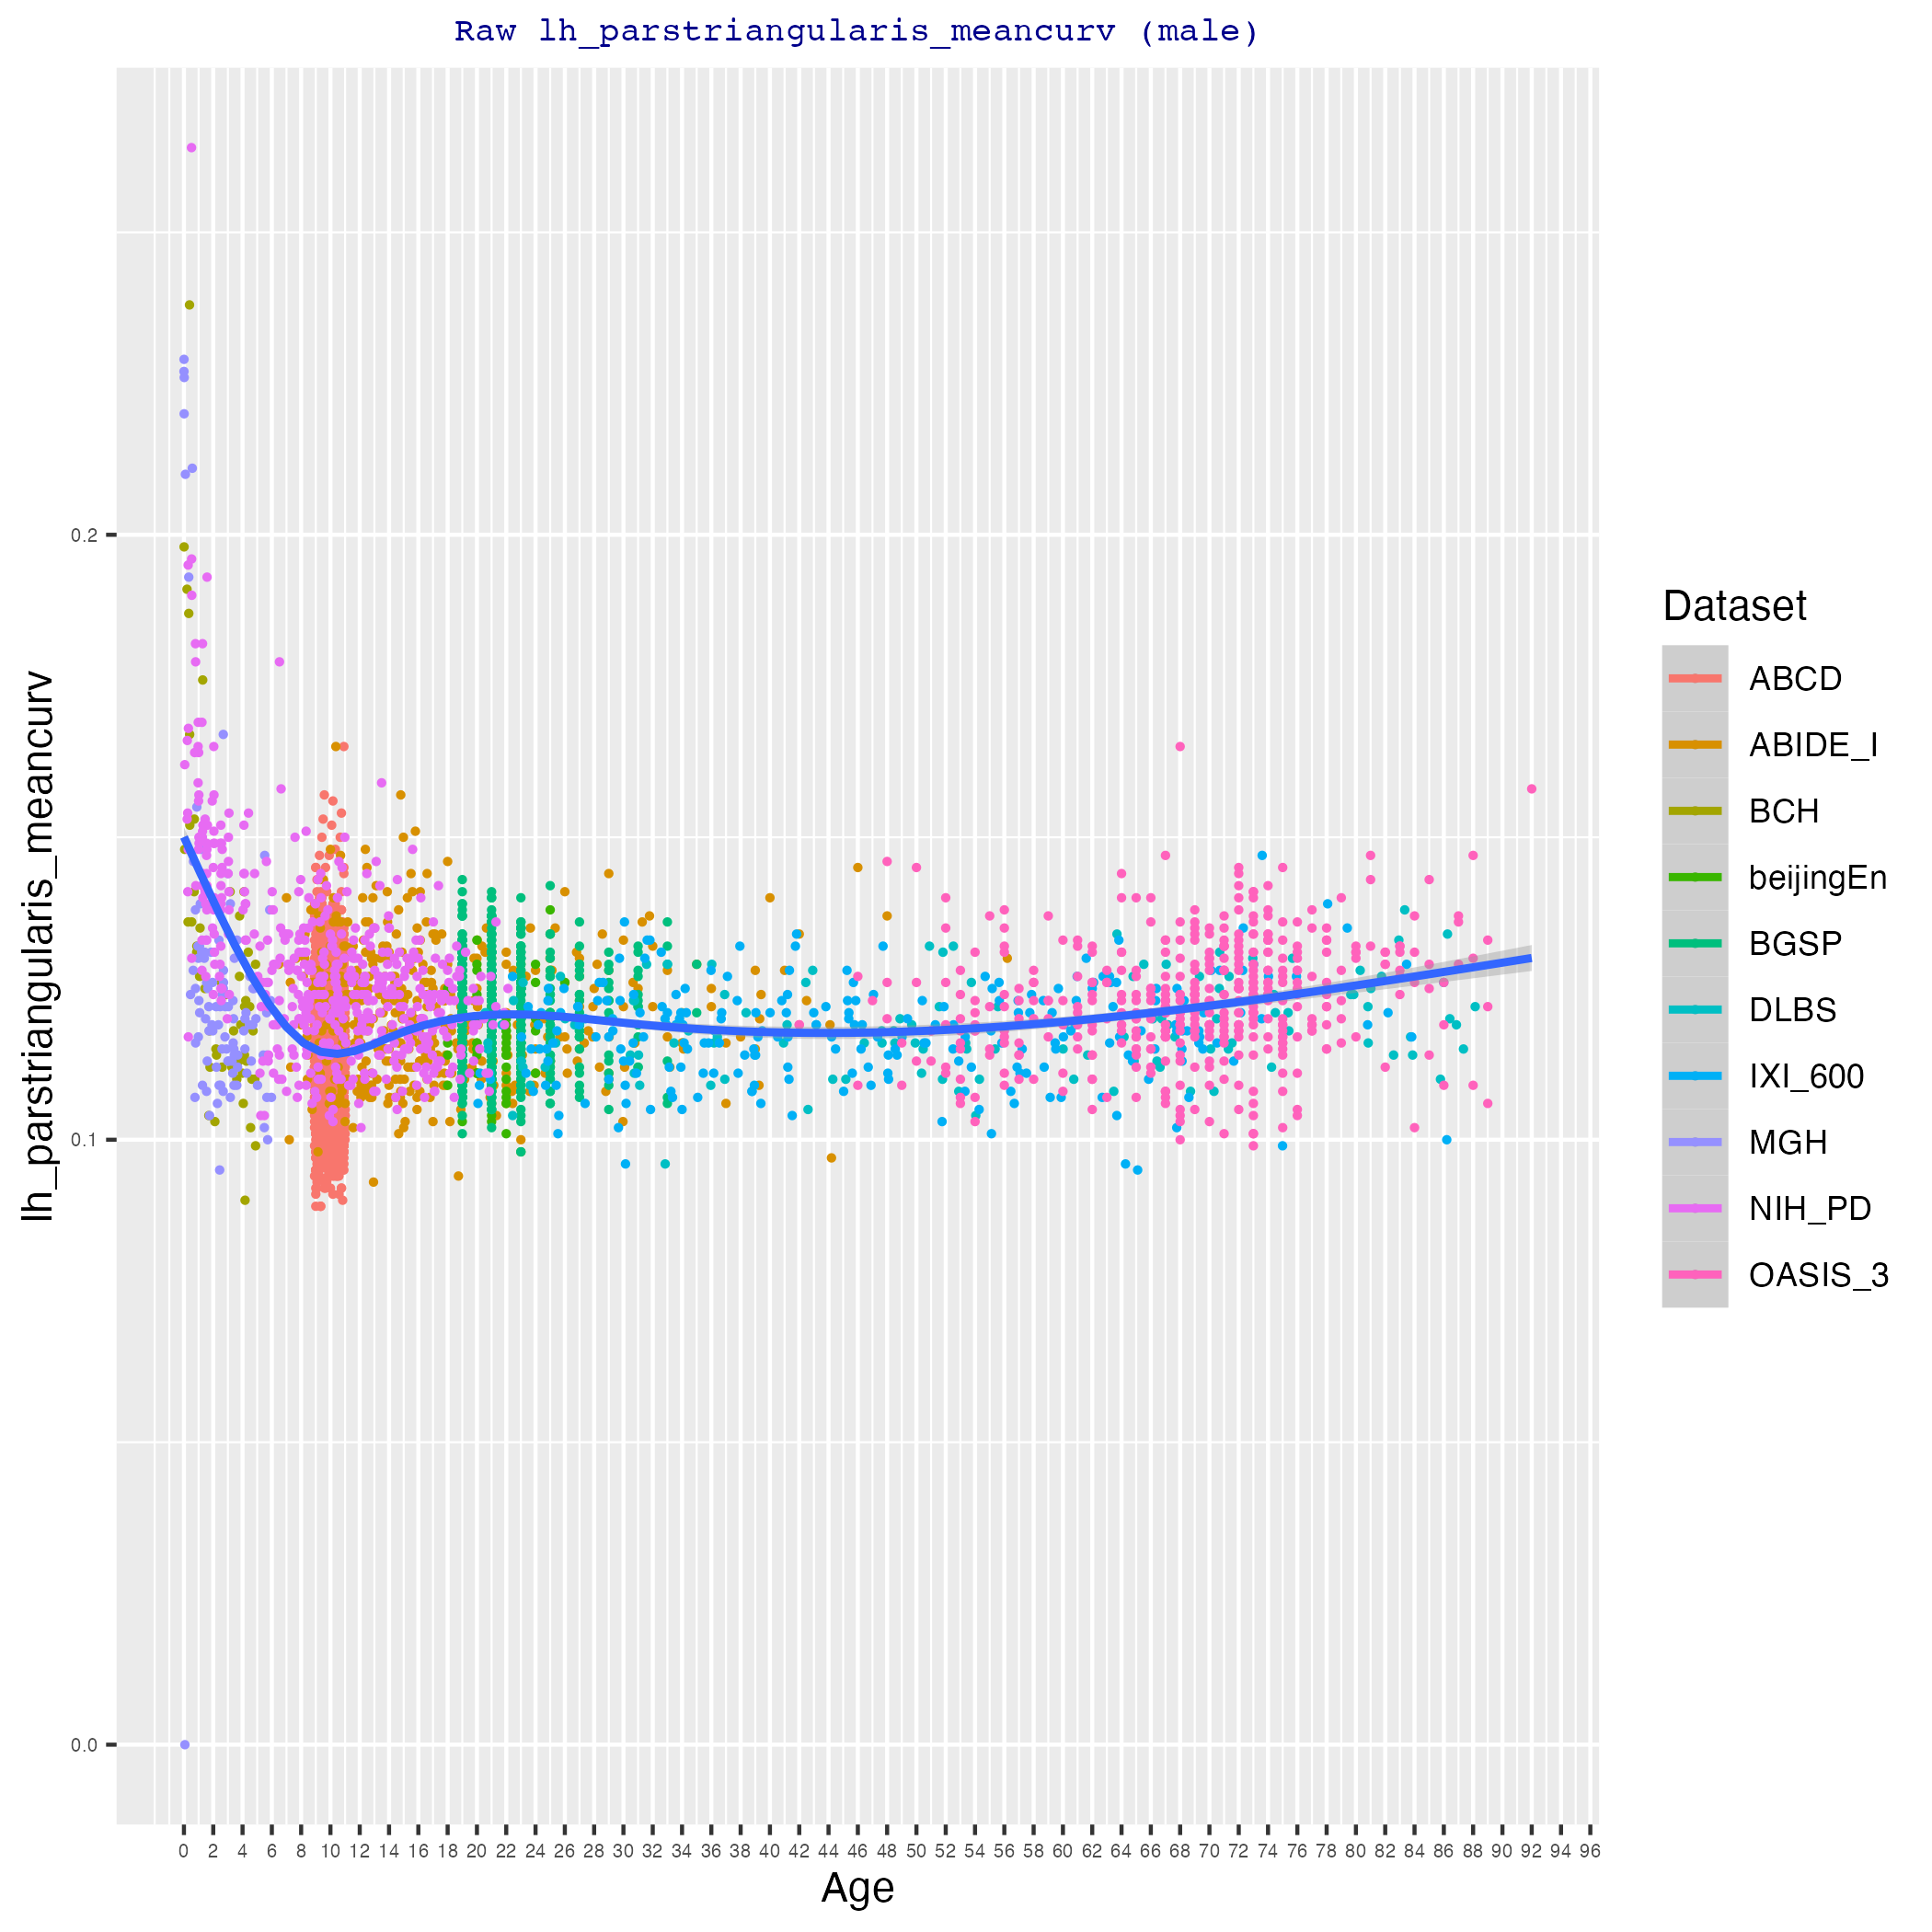 Raw lh_parstriangularis_meancurv (male)
lh_parstriangularis_meancurv
0.2
0.1
0.0
0 2 4 6 8 10 12 14 16 18 20 22 24 26 28 30 32 34 36 38 40 42 44 46 48 50 52 54 56 58 60 62 64 66 68 70 72 74 76 78 80 82 84 86 88 90 92 94 96
Age
Dataset
ABCD
ABIDE_I
BCH
beijingEn
BGSP
DLBS
IXI_600
MGH
NIH_PD
OASIS_3